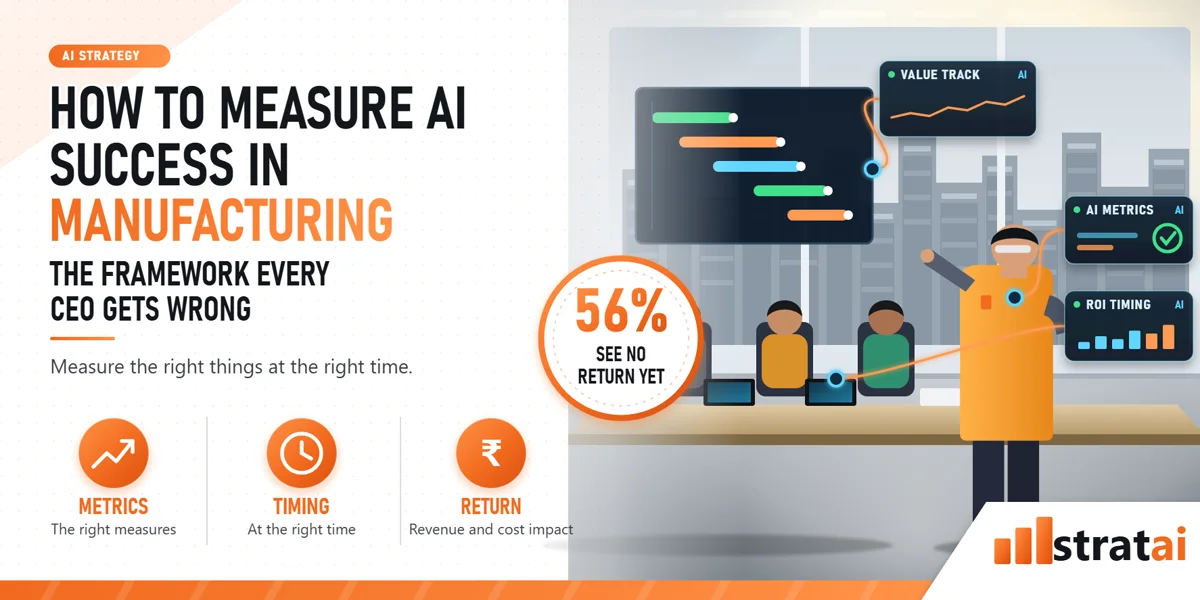 AI STRATEGY
HOW TO MEASURE AI
SUCCESS IN
MANUFACTURING
THE FRAMEWORK EVERY
CEO GETS WRONG
Measure the right things at the right time.
METRICS
The right measures
TIMING
At the right time
₹
RETURN
Revenue and cost impact
56%
SEE NO
RETURN YET
VALUE TRACK AI
AI METRICS AI
ROI TIMING AI
stratai